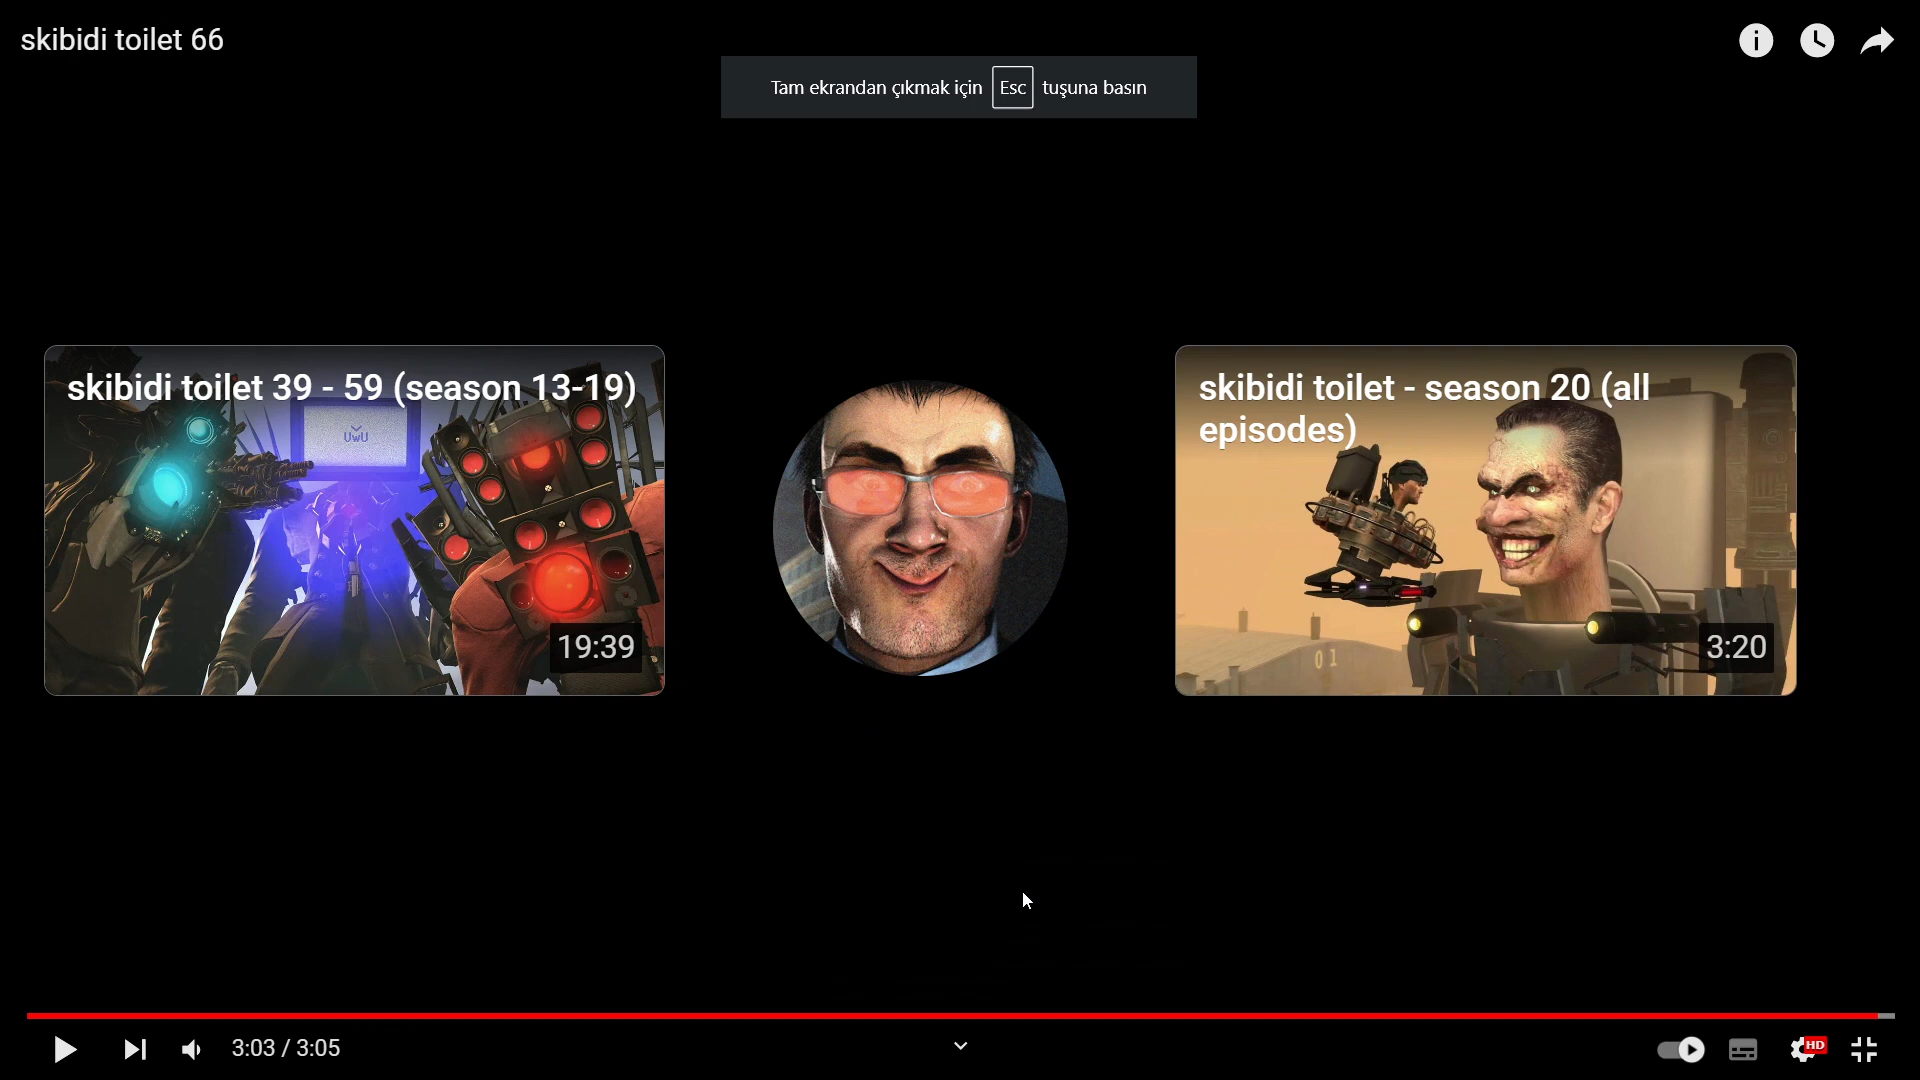 skibidi toilet 66
Tam ekrandan çıkmak için Esc tuşuna basın
skibidi toilet 39 - 59 (season 13-19)
UwU
19:39
skibidi toilet - season 20 (all
episodes)
01
3:20
3:03 / 3:05
HD